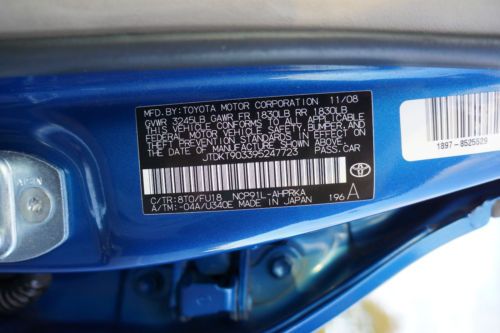 MFD.BY:TOYOTA MOTOR CORPORATION 11/08
GVWR 3245LB GAWR FR 1830LB RR 1830LB
THIS VEHICLE CONFORMS TO ALL APPLICABLE
FEDERAL MOTOR VEHICLE SAFETY, BUMPER, AND
THEFT PREVENTION STANDARDS IN EFFECT ON
THE DATE OF MANUFACTURE SHOWN ABOVE.
JTDKT903395247723 PASS.CAR
C/TR:8T0/FU18 NCP91L-AHPRKA
A/TM:-04A/U340E MADE IN JAPAN 196 A
1897-8525529